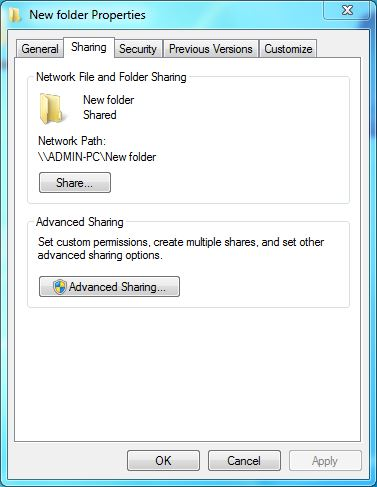 New folder Properties
General Sharing Security Previous Versions Customize
Network File and Folder Sharing
New folder
Shared
Network Path:
\\ADMIN-PC\New folder
Share...
Advanced Sharing
Set custom permissions, create multiple shares, and set other
advanced sharing options.
Advanced Sharing...
OK Cancel Apply